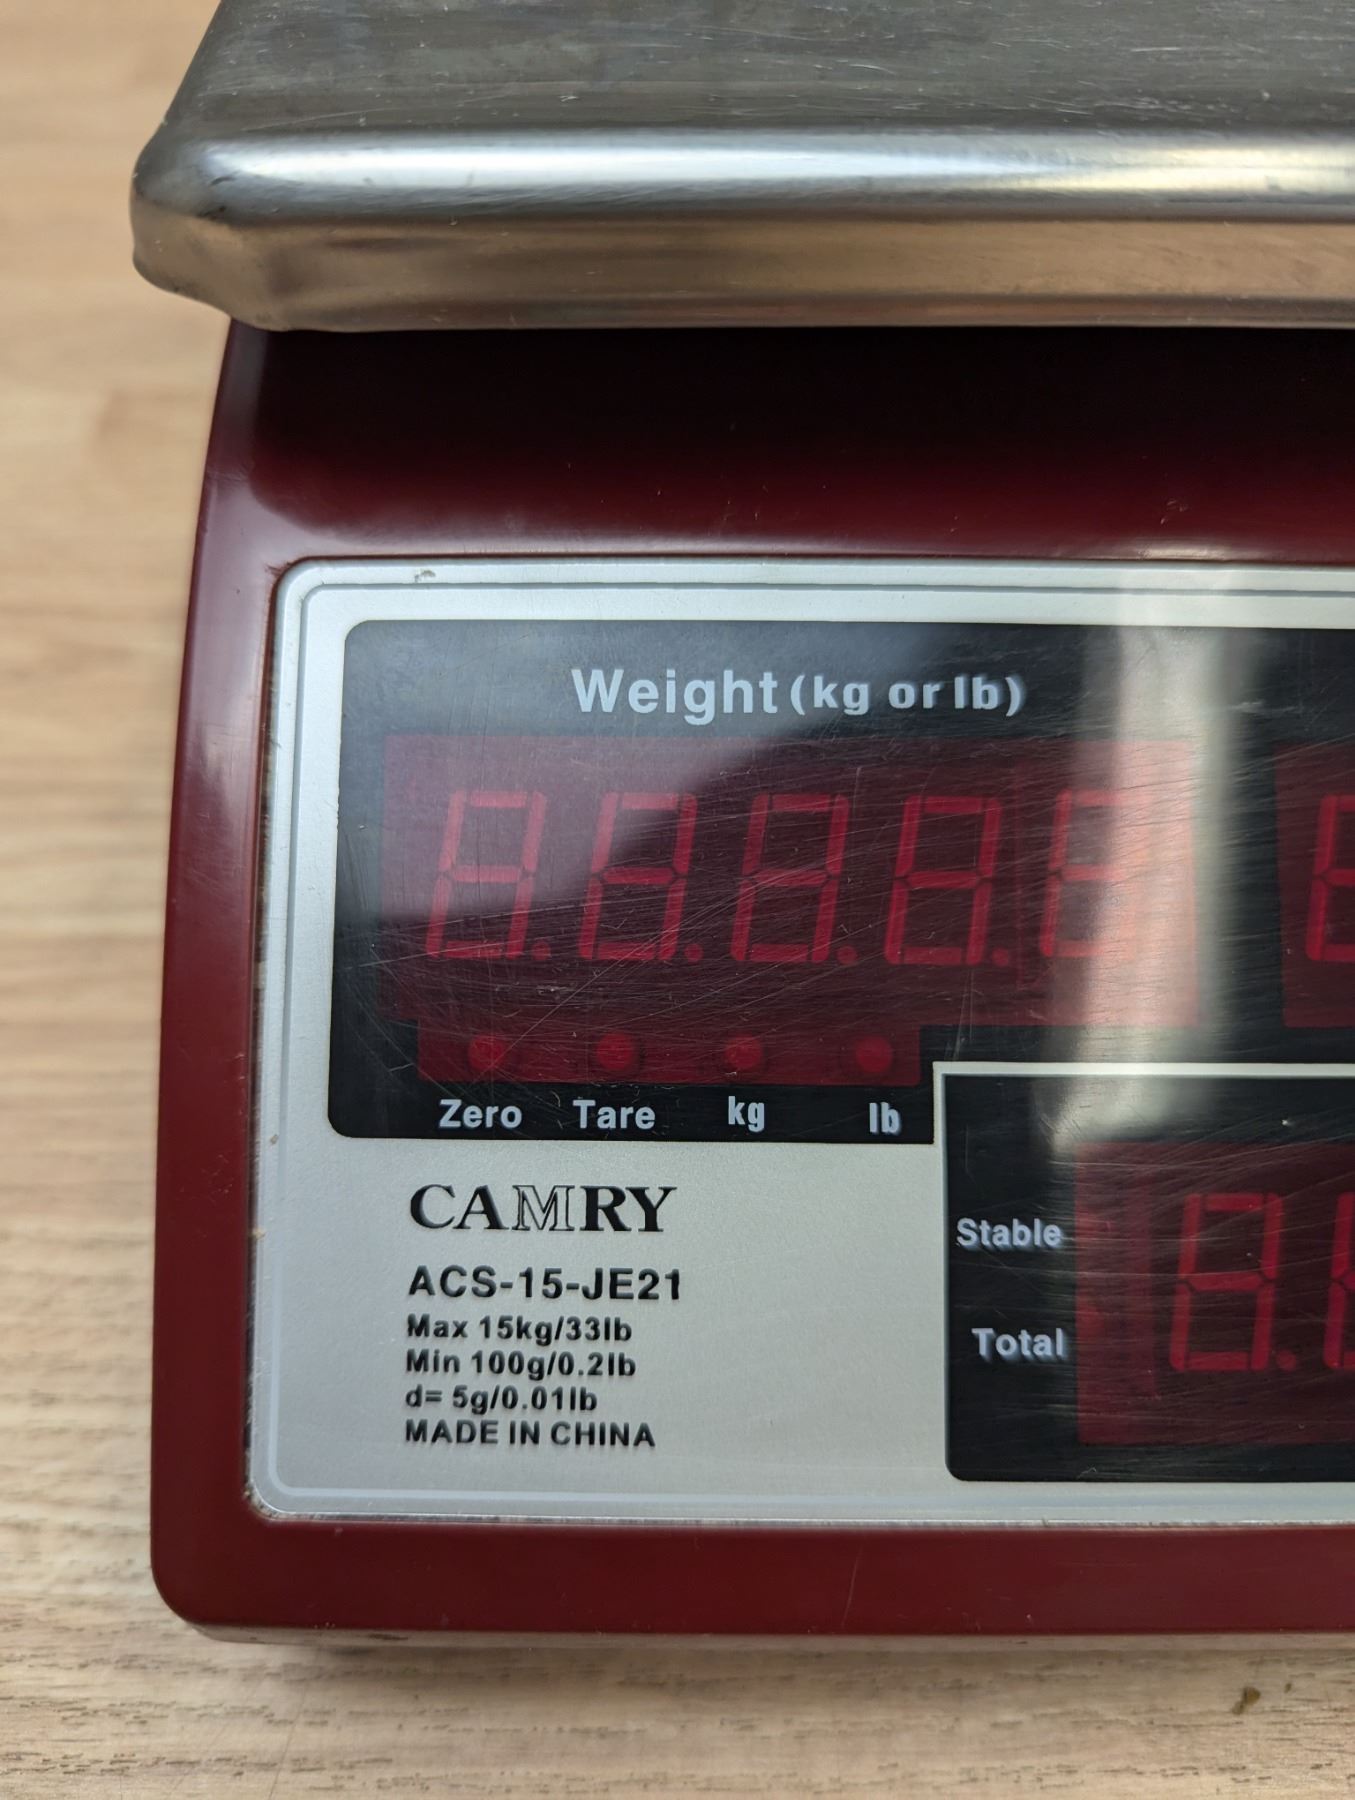 Weight (kg or lb)
Zero Tare kg lb
CAMRY
ACS-15-JE21
Max 15kg/33lb
Min 100g/0.2lb
d= 5g/0.01lb
MADE IN CHINA
Stable
Total